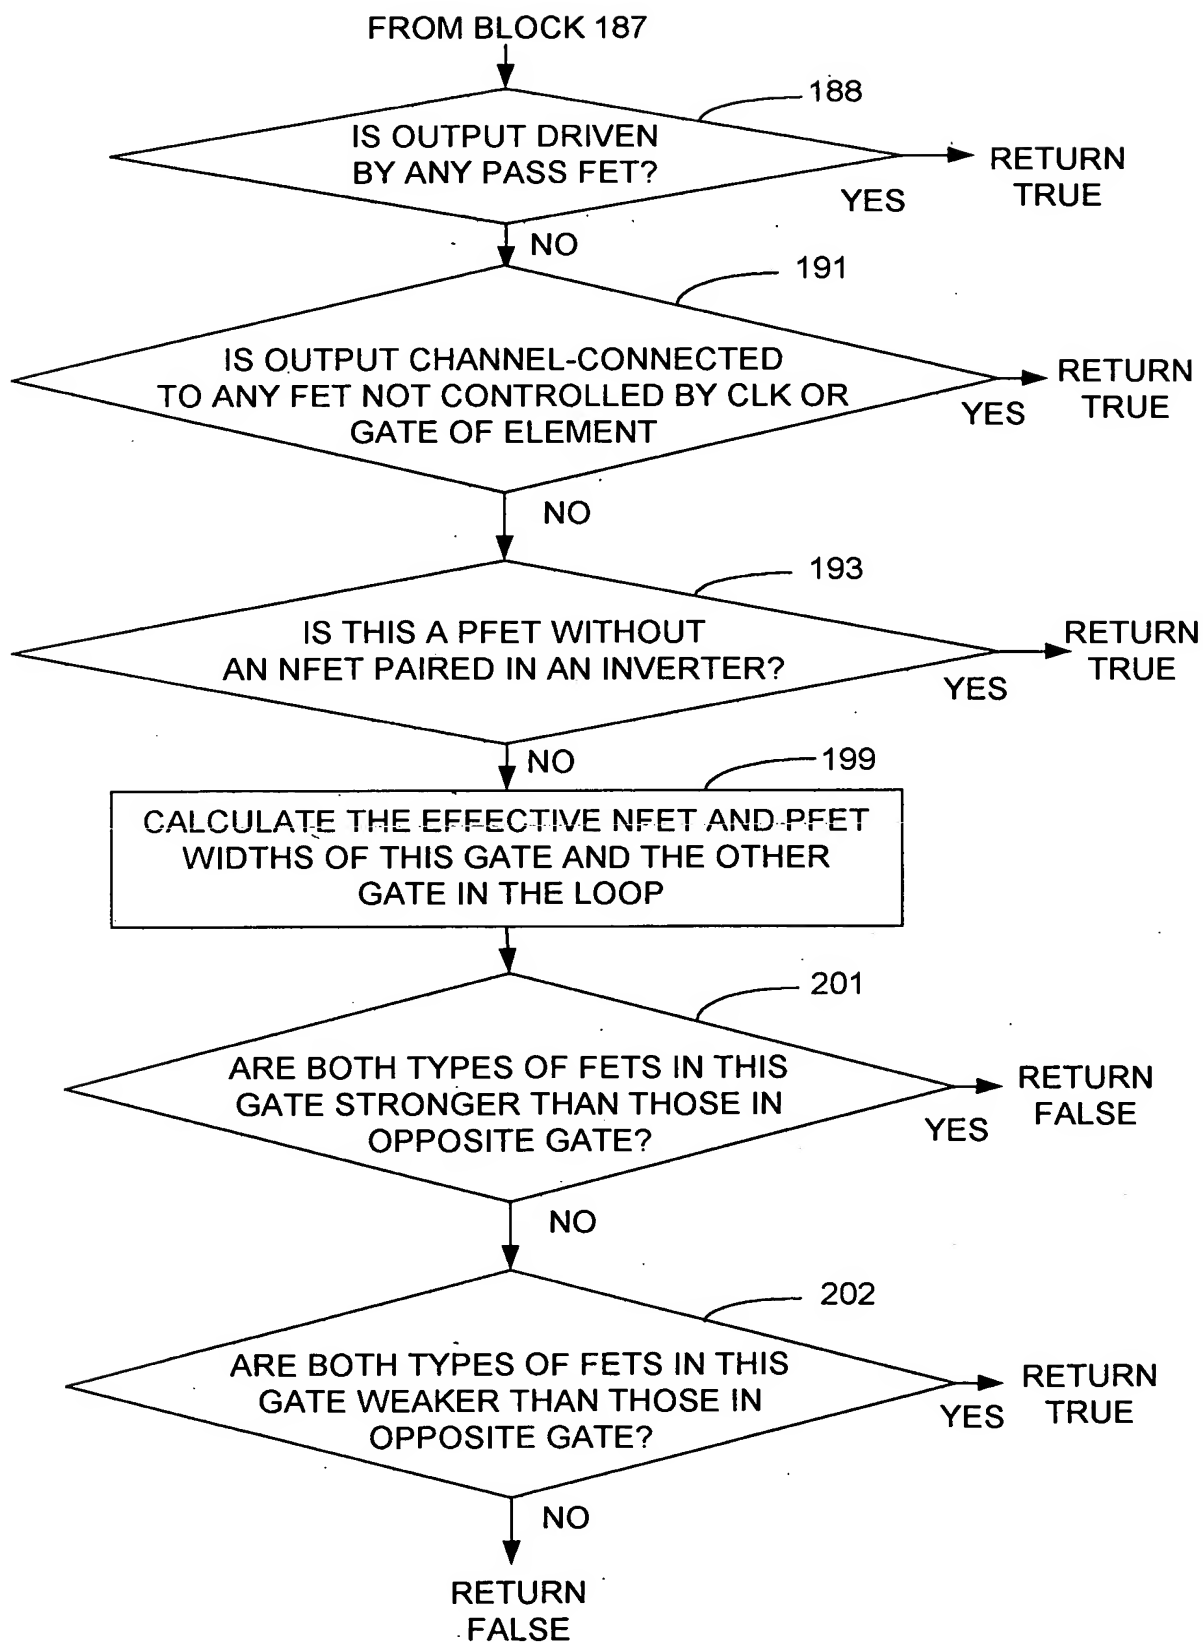 FROM BLOCK 187
188
IS OUTPUT DRIVEN
BY ANY PASS FET?
RETURN
TRUE
YES
NO
191
IS OUTPUT CHANNEL-CONNECTED
TO ANY FET NOT CONTROLLED BY CLK OR
GATE OF ELEMENT
RETURN
TRUE
YES
NO
193
IS THIS A PFET WITHOUT
AN NFET PAIRED IN AN INVERTER?
RETURN
TRUE
YES
NO
199
CALCULATE THE EFFECTIVE NFET AND PFET
WIDTHS OF THIS GATE AND THE OTHER
GATE IN THE LOOP
201
ARE BOTH TYPES OF FETS IN THIS
GATE STRONGER THAN THOSE IN
OPPOSITE GATE?
RETURN
FALSE
YES
NO
202
ARE BOTH TYPES OF FETS IN THIS
GATE WEAKER THAN THOSE IN
OPPOSITE GATE?
RETURN
TRUE
YES
NO
RETURN
FALSE